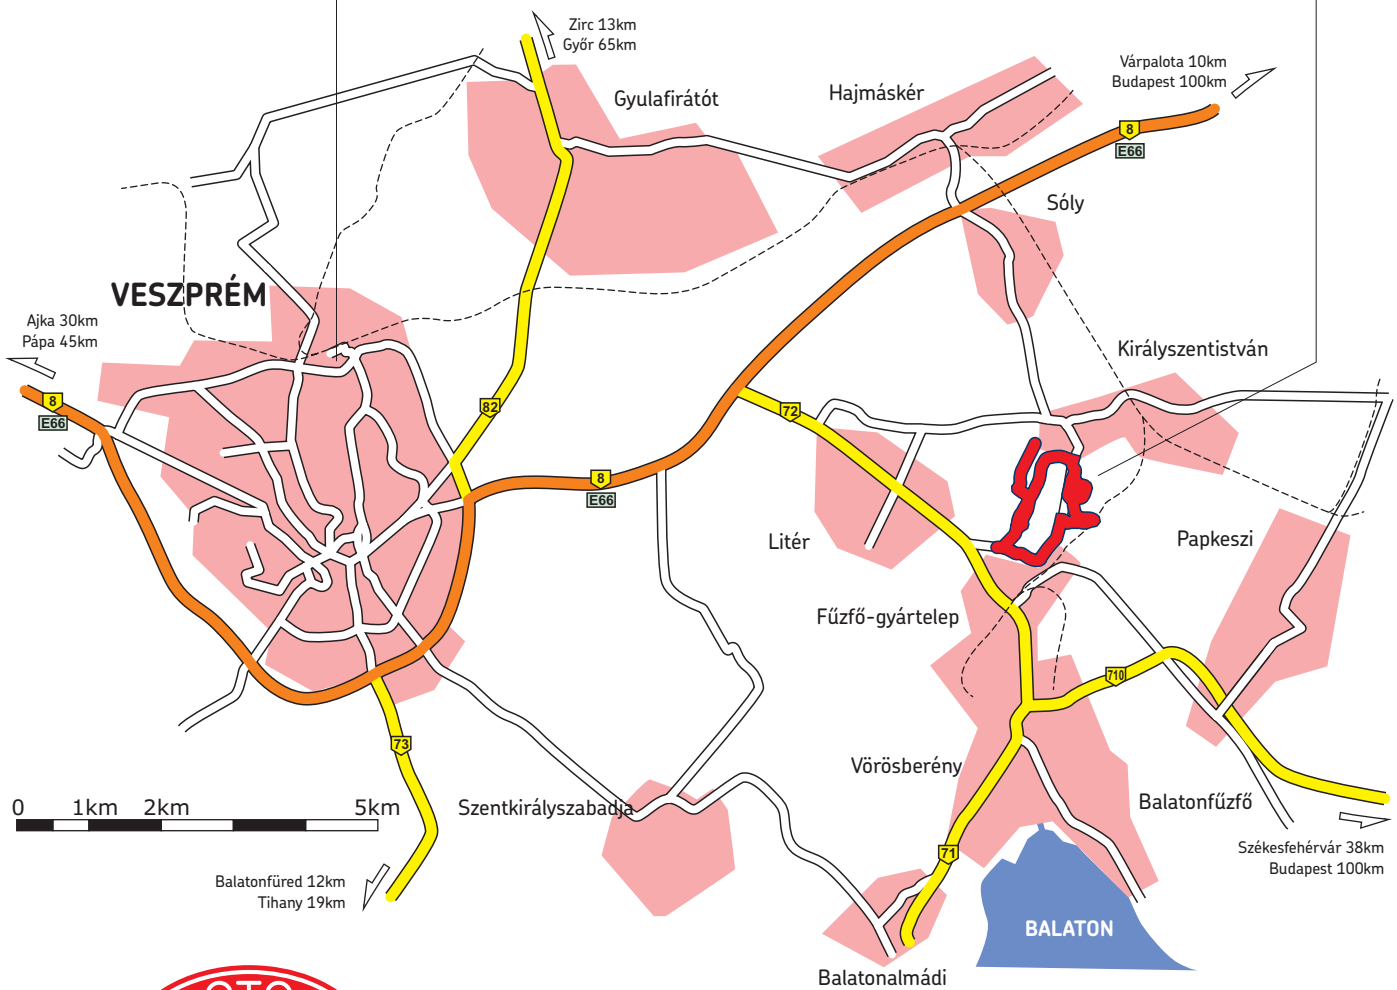 Zirc 13km
Győr 65km
Gyulafirátót
Hajmáskér
Várpalota 10km
Budapest 100km
8
E66
Sóly
VESZPRÉM
Ajka 30km
Pápa 45km
8
E66
Királyszentistván
82
72
8
E66
Litér
Papkeszi
Fűzfő-gyártelep
710
73
Vörösberény
0 1km 2km 5km
Szentkirályszabadja
Balatonfűzfő
71
Székesfehérvár 38km
Budapest 100km
Balatonfüred 12km
Tihany 19km
BALATON
Balatonalmádi